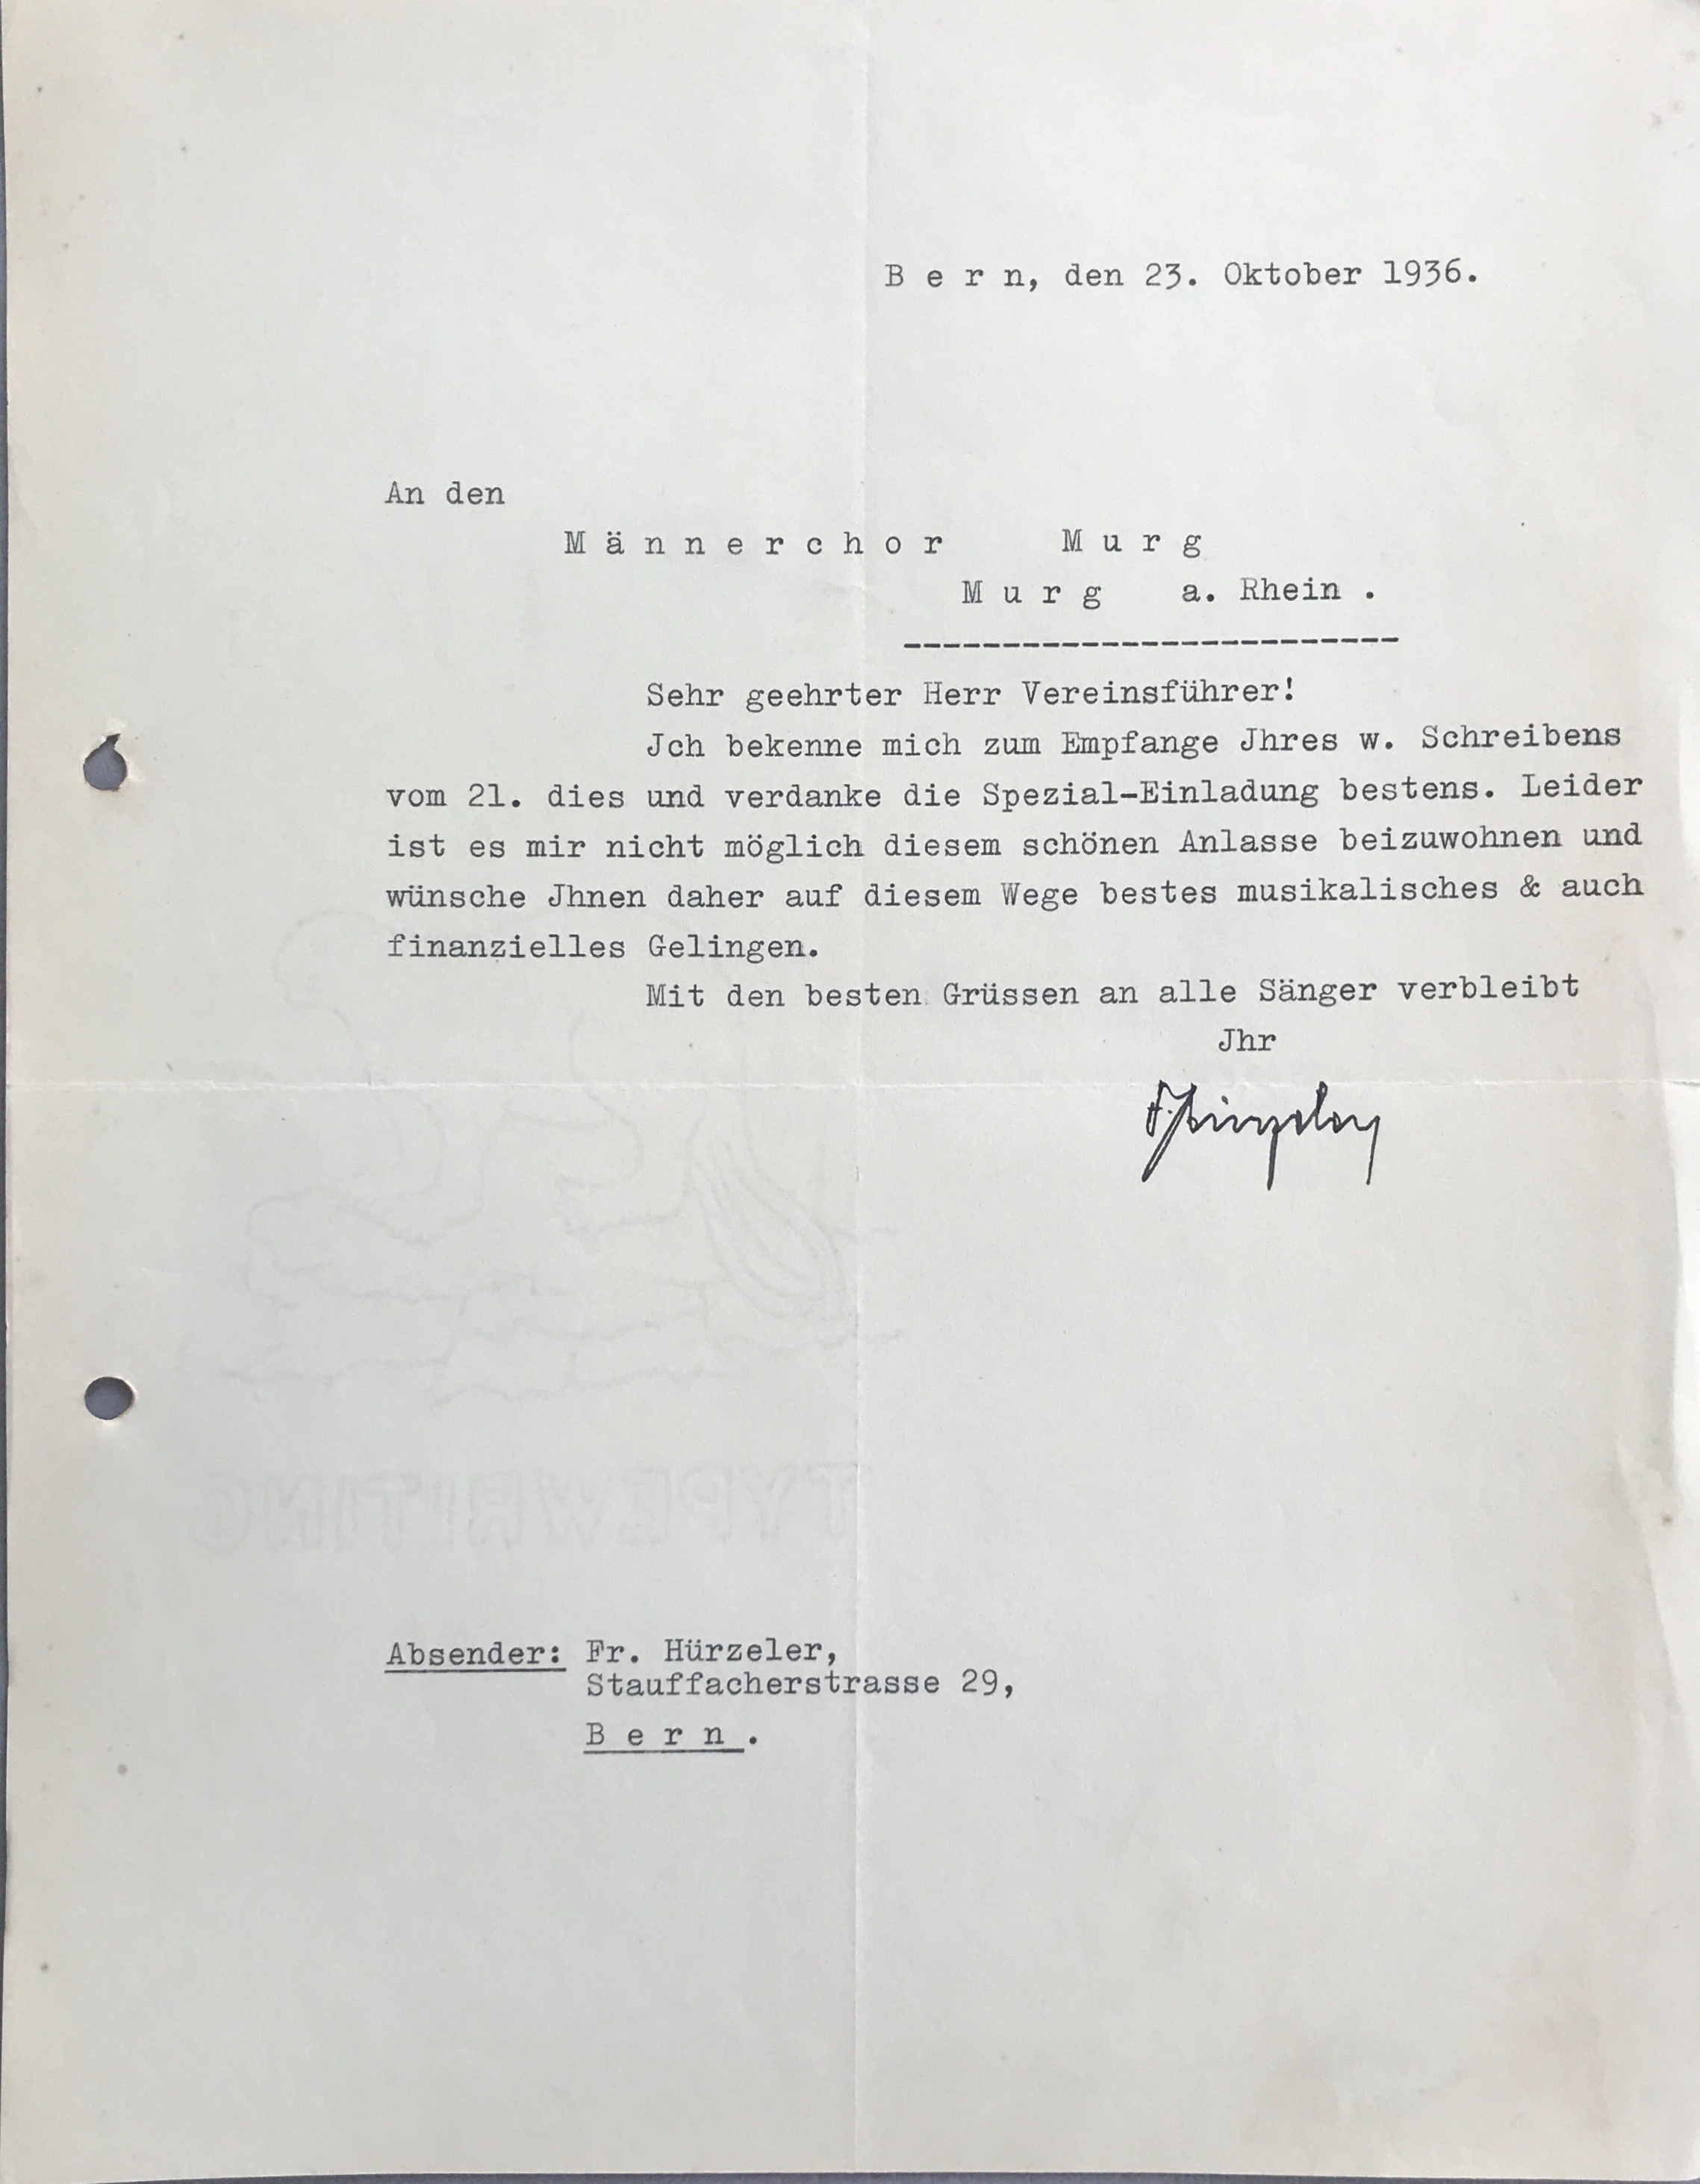 B e r n, den 23. Oktober 1936.
An den
M ä n n e r c h o r M u r g
M u r g a. Rhein .
-------------------------
Sehr geehrter Herr Vereinsführer!
Jch bekenne mich zum Empfange Jhres w. Schreibens
vom 21. dies und verdanke die Spezial-Einladung bestens. Leider
ist es mir nicht möglich diesem schönen Anlasse beizuwohnen und
wünsche Jhnen daher auf diesem Wege bestes musikalisches & auch
finanzielles Gelingen.
Mit den besten Grüssen an alle Sänger verbleibt
Jhr
F. Hürzeler
TYPEWRITING
Absender: Fr. Hürzeler,
Stauffacherstrasse 29,
B e r n .